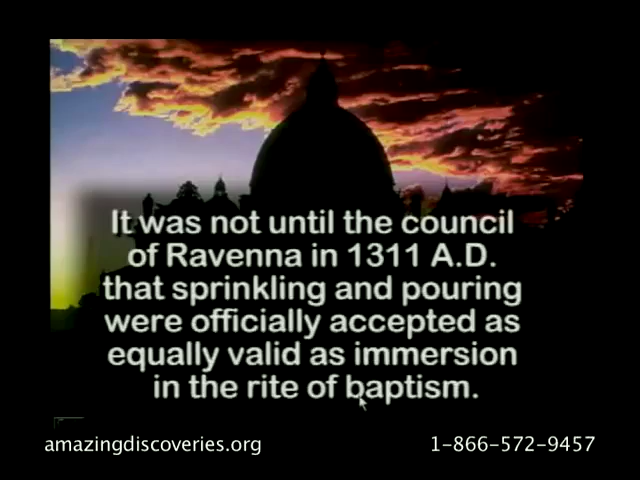 It was not until the council
of Ravenna in 1311 A.D.
that sprinkling and pouring
were officially accepted as
equally valid as immersion
in the rite of baptism.
amazingdiscoveries.org
1-866-572-9457